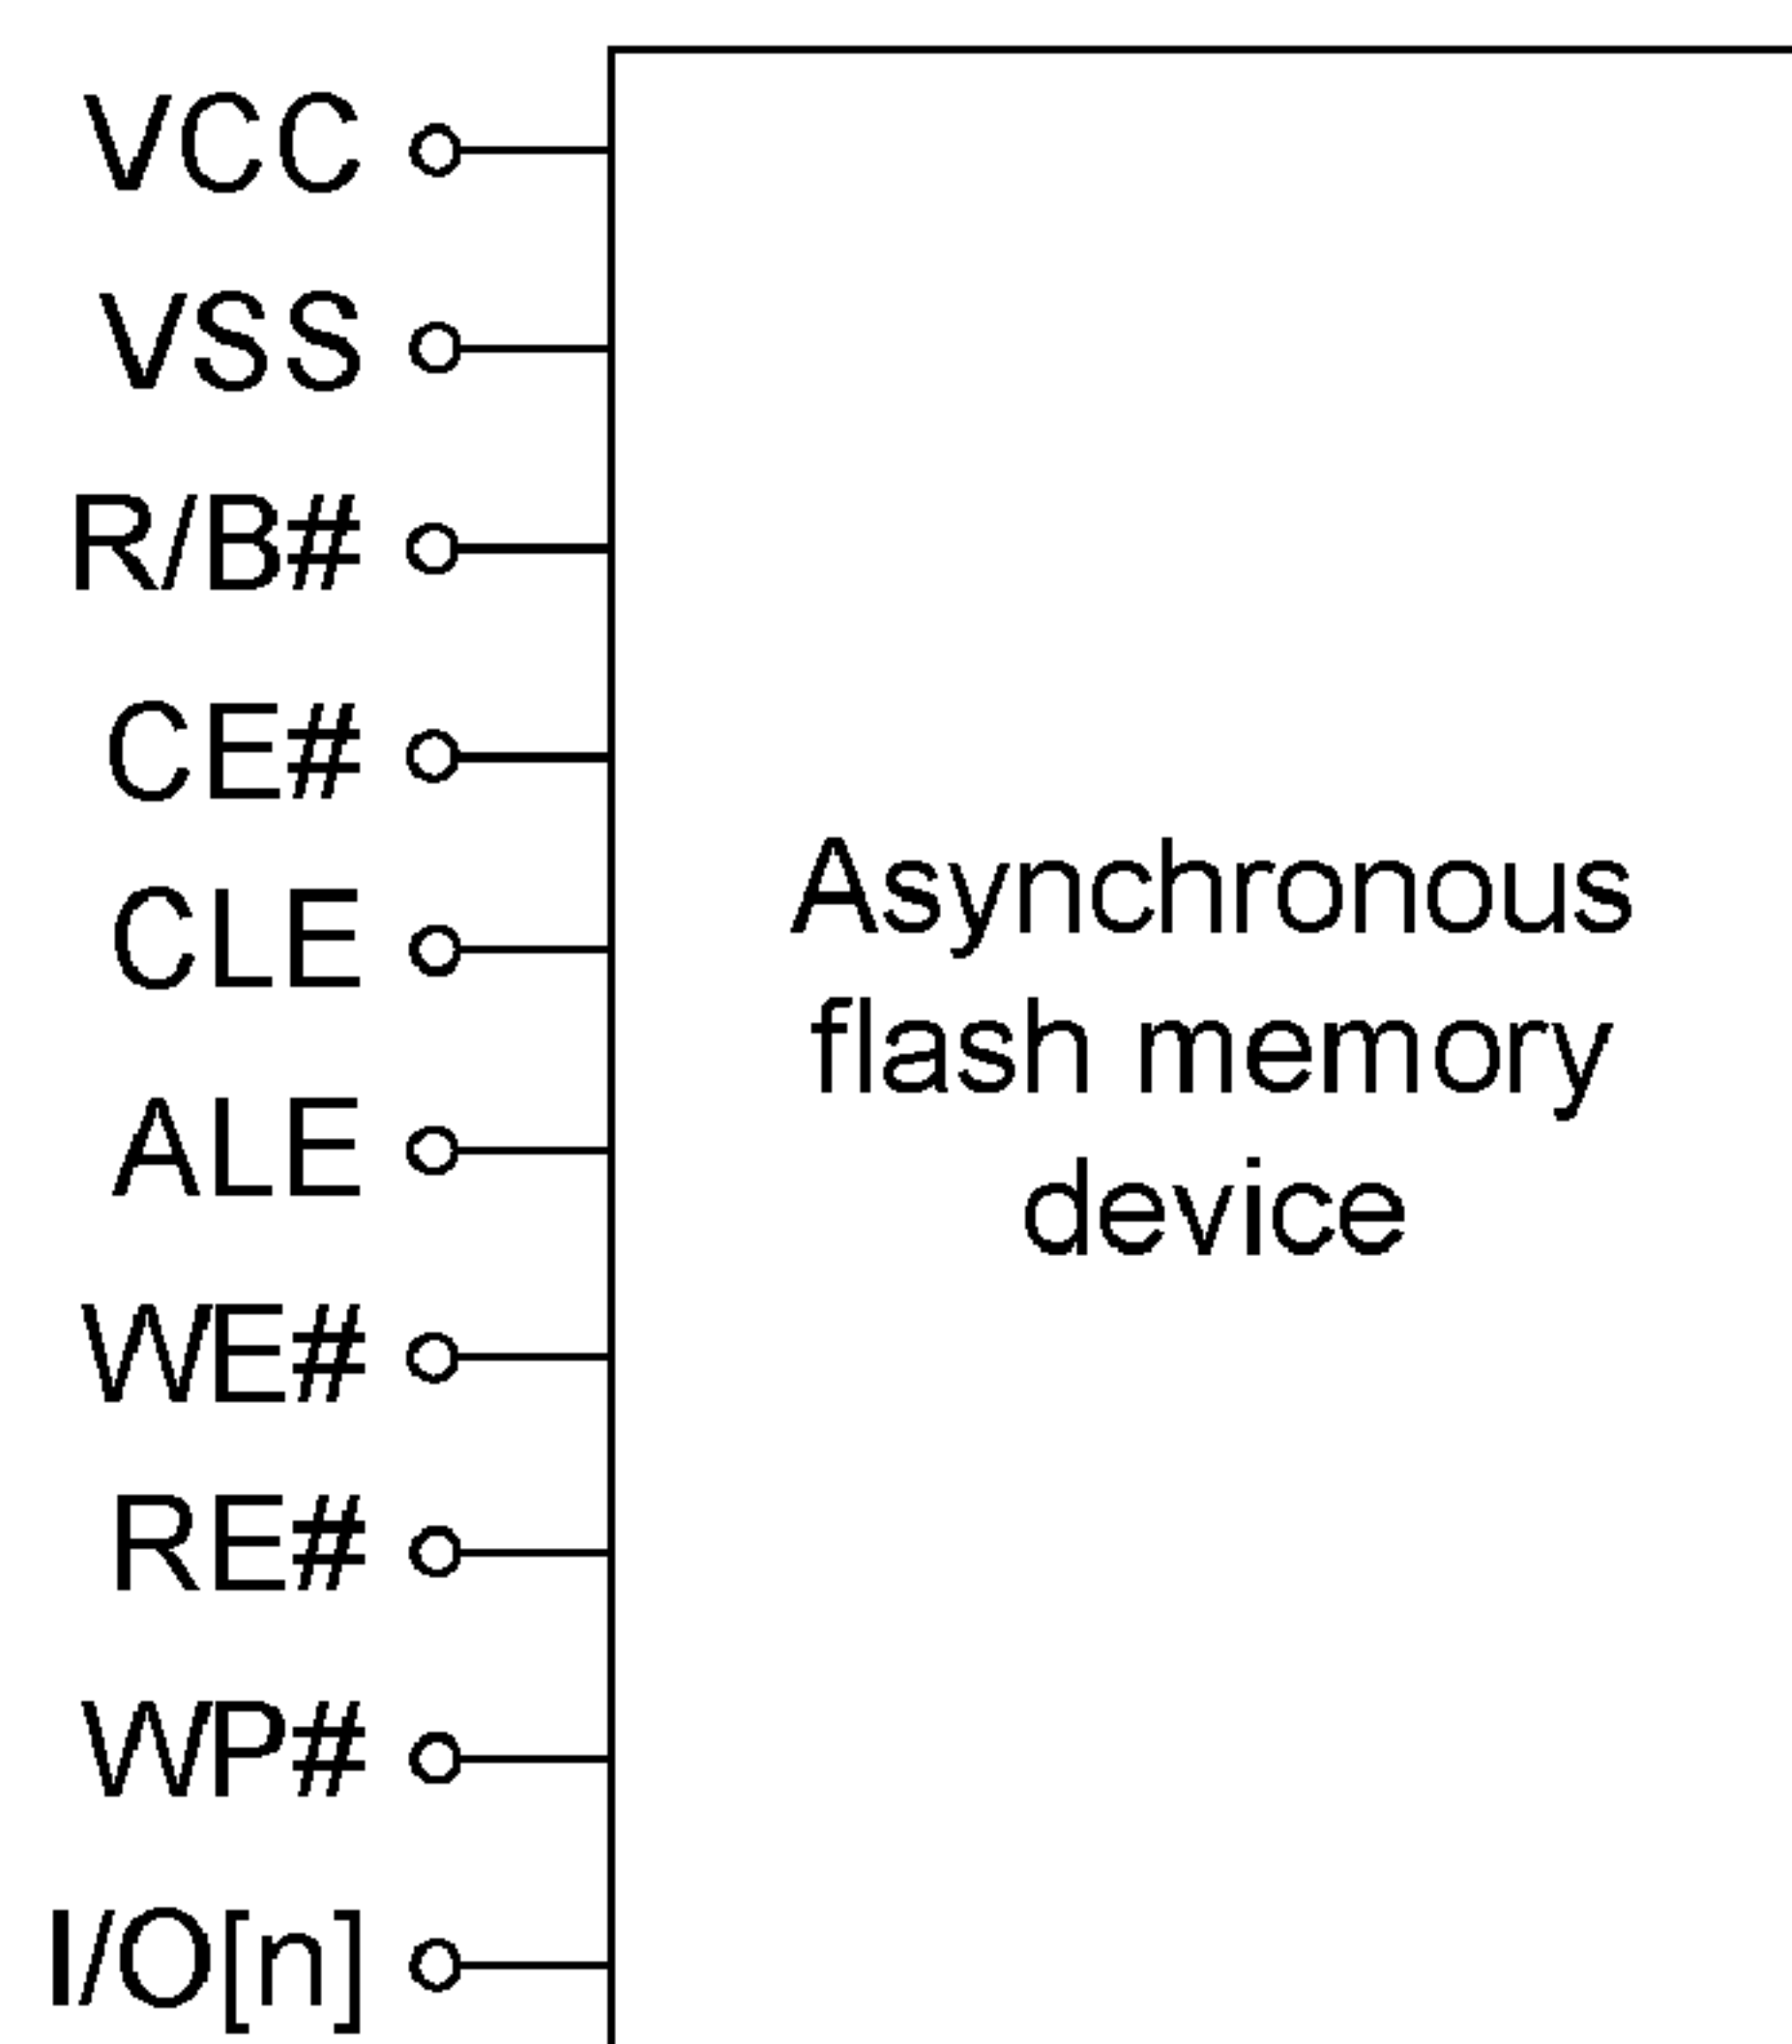 VCC
VSS
R/B#
CE#
CLE
ALE
WE#
RE#
WP#
I/O[n]
Asynchronous
flash memory
device